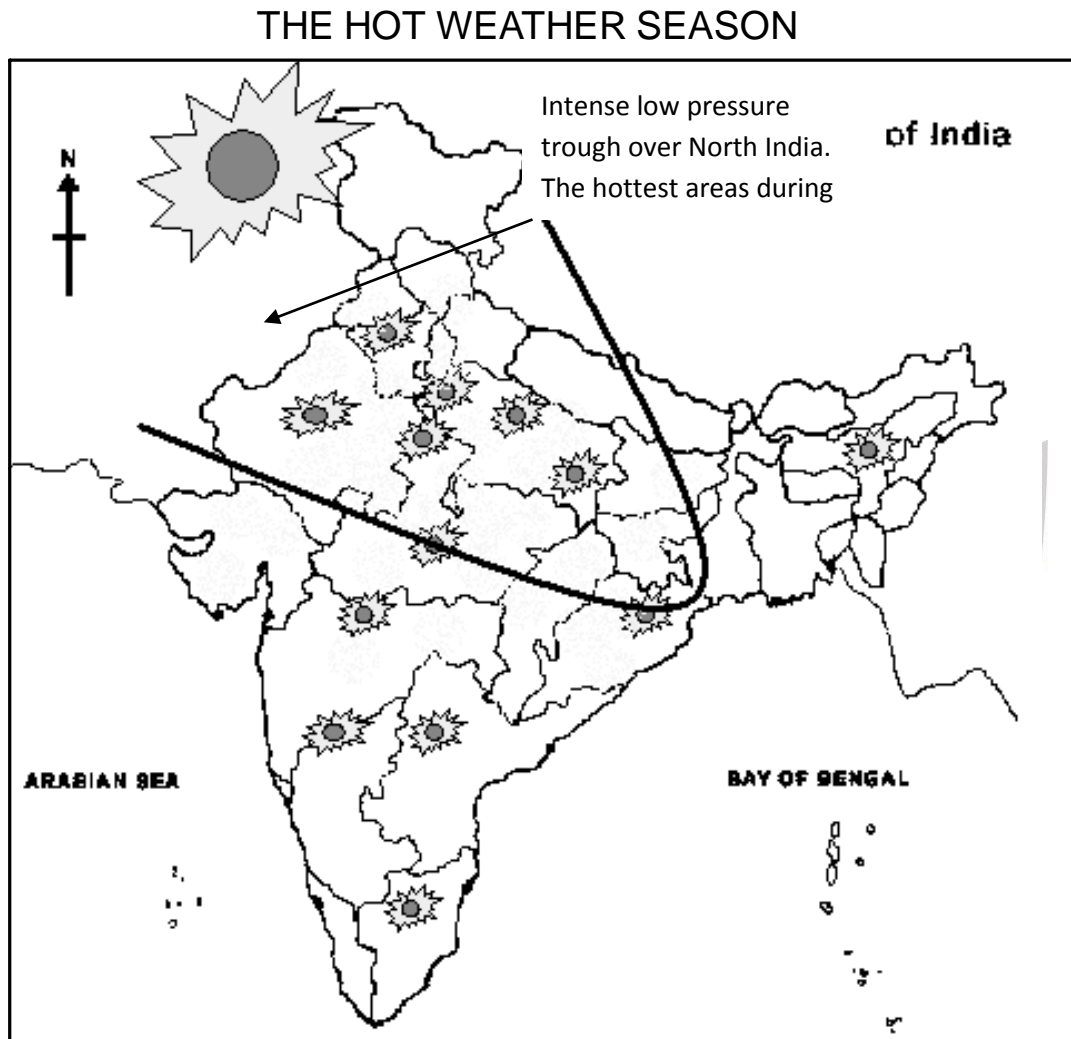 THE HOT WEATHER SEASON
Intense low pressure
trough over North India.
The hottest areas during
of India
N
ARABIAN SEA
BAY OF BENGAL